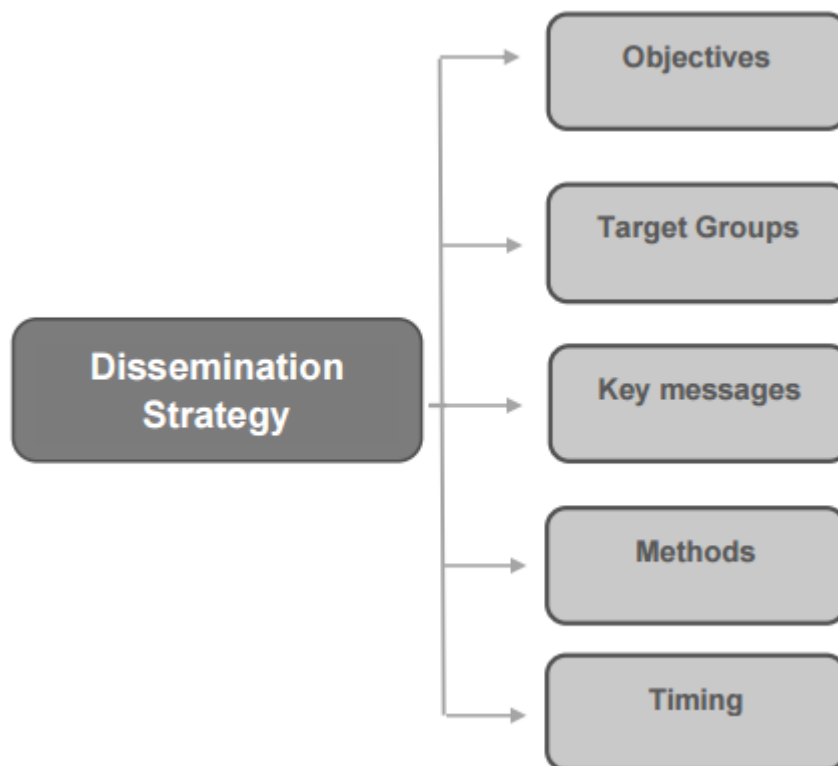 Objectives
Target Groups
Dissemination
Strategy
Key messages
Methods
Timing